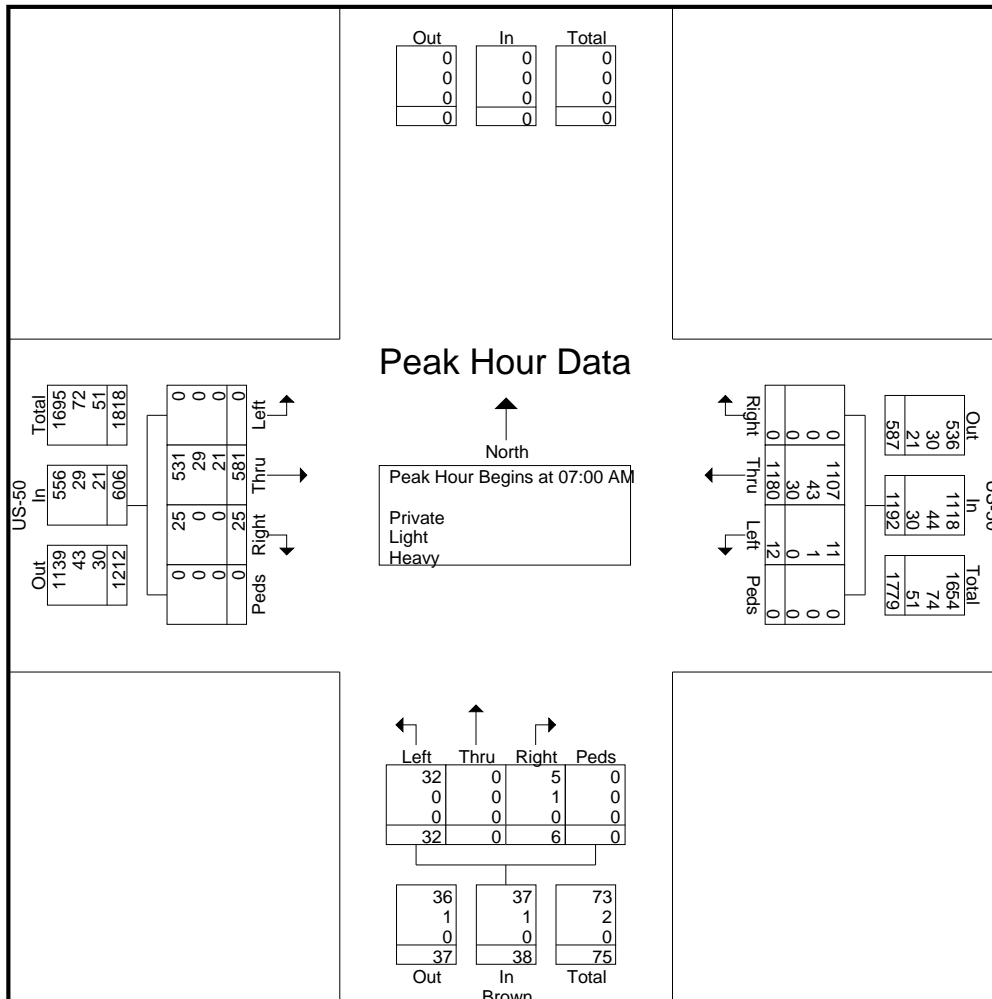 Out In Total
0 0 0
0 0 0
0 0 0
0 0 0
Peak Hour Data
North
Peak Hour Begins at 07:00 AM
Private
Light
Heavy
US-50
Total
1695
72
51
1818
In
556
29
21
606
Out
1139
43
30
1212
Left
0
0
0
0
Thru
531
29
21
581
Right
25
0
0
25
Peds
0
0
0
0
Right
0
0
0
0
Thru
1107
43
30
1180
Left
11
1
0
12
Peds
0
0
0
0
Out
536
30
21
587
In
1118
44
30
1192
Total
1654
74
51
1779
US-50
Left Thru Right Peds
32 0 5 0
0 0 1 0
0 0 0 0
32 0 6 0
36 37 73
1 1 2
0 0 0
37 38 75
Out In Total
Brown